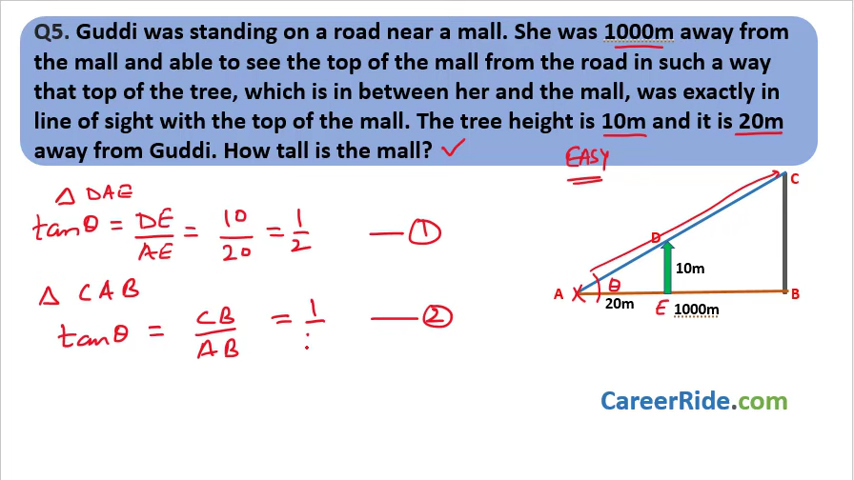 Q5. Guddi was standing on a road near a mall. She was 1000m away from
the mall and able to see the top of the mall from the road in such a way
that top of the tree, which is in between her and the mall, was exactly in
line of sight with the top of the mall. The tree height is 10m and it is 20m
away from Guddi. How tall is the mall? ✓
EASY
△ DAE
tanθ = DE/AE = 10/20 = 1/2 —①
△ CAB
tanθ = CB/AB = 1/ —②
C
D
θ
10m
A
B
20m
E
1000m
CareerRide.com